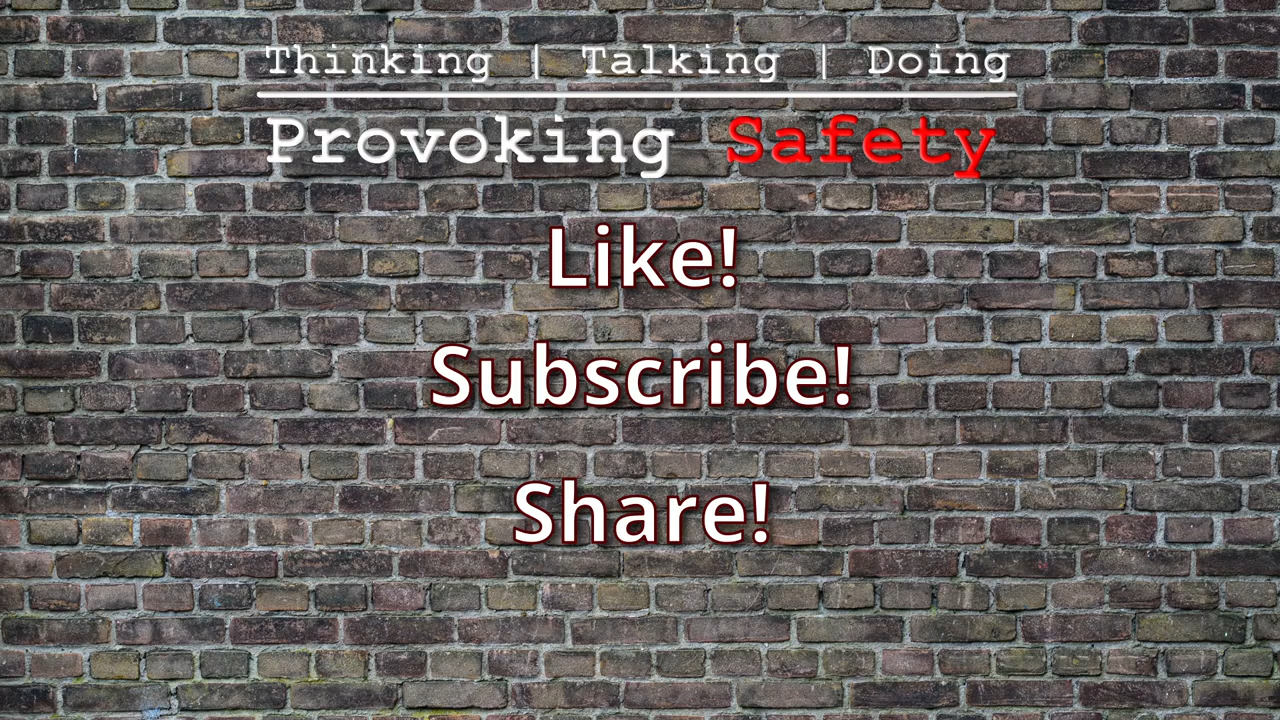 Thinking | Talking | Doing
Provoking Safety
Like!
Subscribe!
Share!